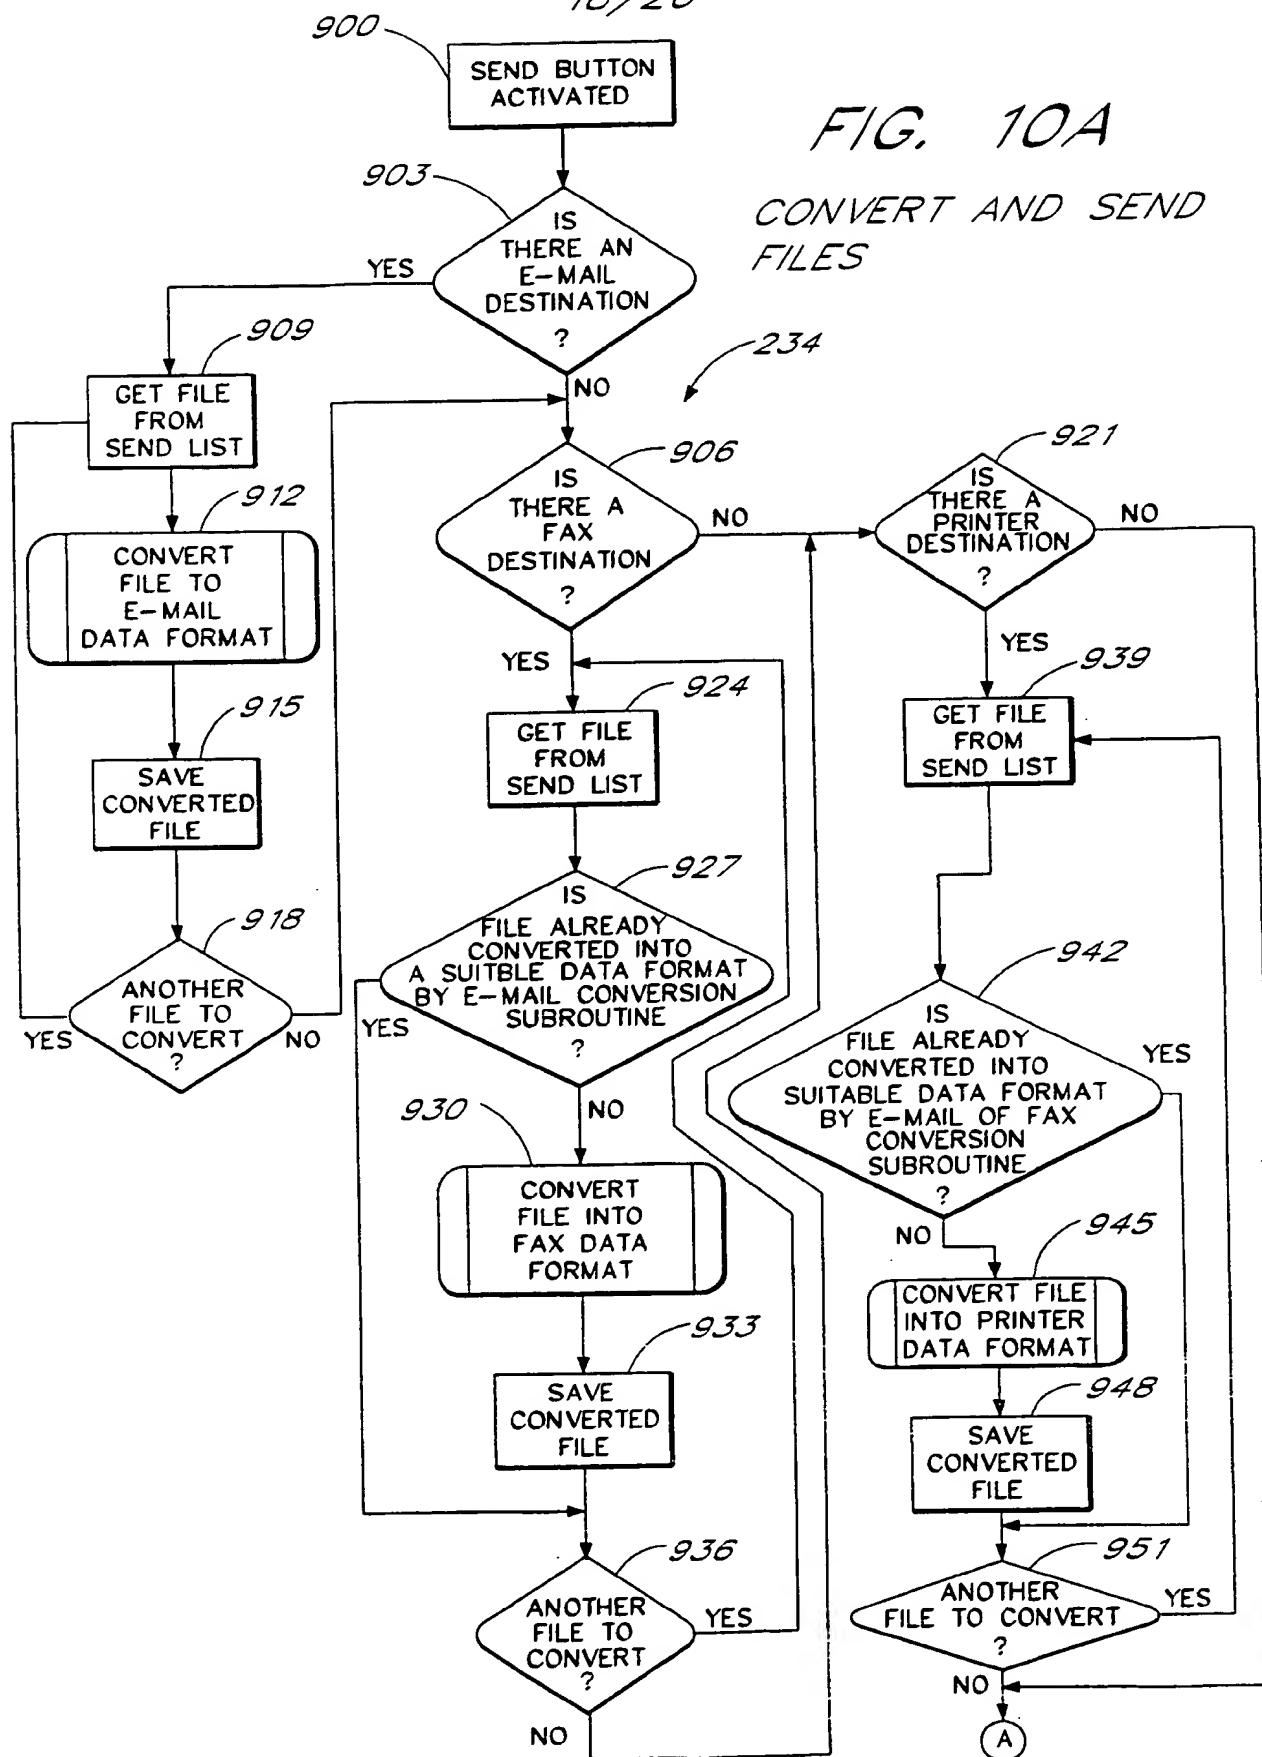 900
SEND BUTTON
ACTIVATED
FIG. 10A
CONVERT AND SEND
FILES
903
IS
THERE AN
E-MAIL
DESTINATION
?
YES
NO
234
909
GET FILE
FROM
SEND LIST
912
CONVERT
FILE TO
E-MAIL
DATA FORMAT
915
SAVE
CONVERTED
FILE
918
ANOTHER
FILE TO
CONVERT
?
YES
NO
906
IS
THERE A
FAX
DESTINATION
?
NO
YES
924
GET FILE
FROM
SEND LIST
927
IS
FILE ALREADY
CONVERTED INTO
A SUITBLE DATA FORMAT
BY E-MAIL CONVERSION
SUBROUTINE
?
YES
NO
930
CONVERT
FILE INTO
FAX DATA
FORMAT
933
SAVE
CONVERTED
FILE
936
ANOTHER
FILE TO
CONVERT
?
YES
NO
921
IS
THERE A
PRINTER
DESTINATION
?
NO
YES
939
GET FILE
FROM
SEND LIST
942
IS
FILE ALREADY
CONVERTED INTO
SUITABLE DATA FORMAT
BY E-MAIL OF FAX
CONVERSION
SUBROUTINE
?
YES
NO
945
CONVERT FILE
INTO PRINTER
DATA FORMAT
948
SAVE
CONVERTED
FILE
951
ANOTHER
FILE TO CONVERT
?
YES
NO
A